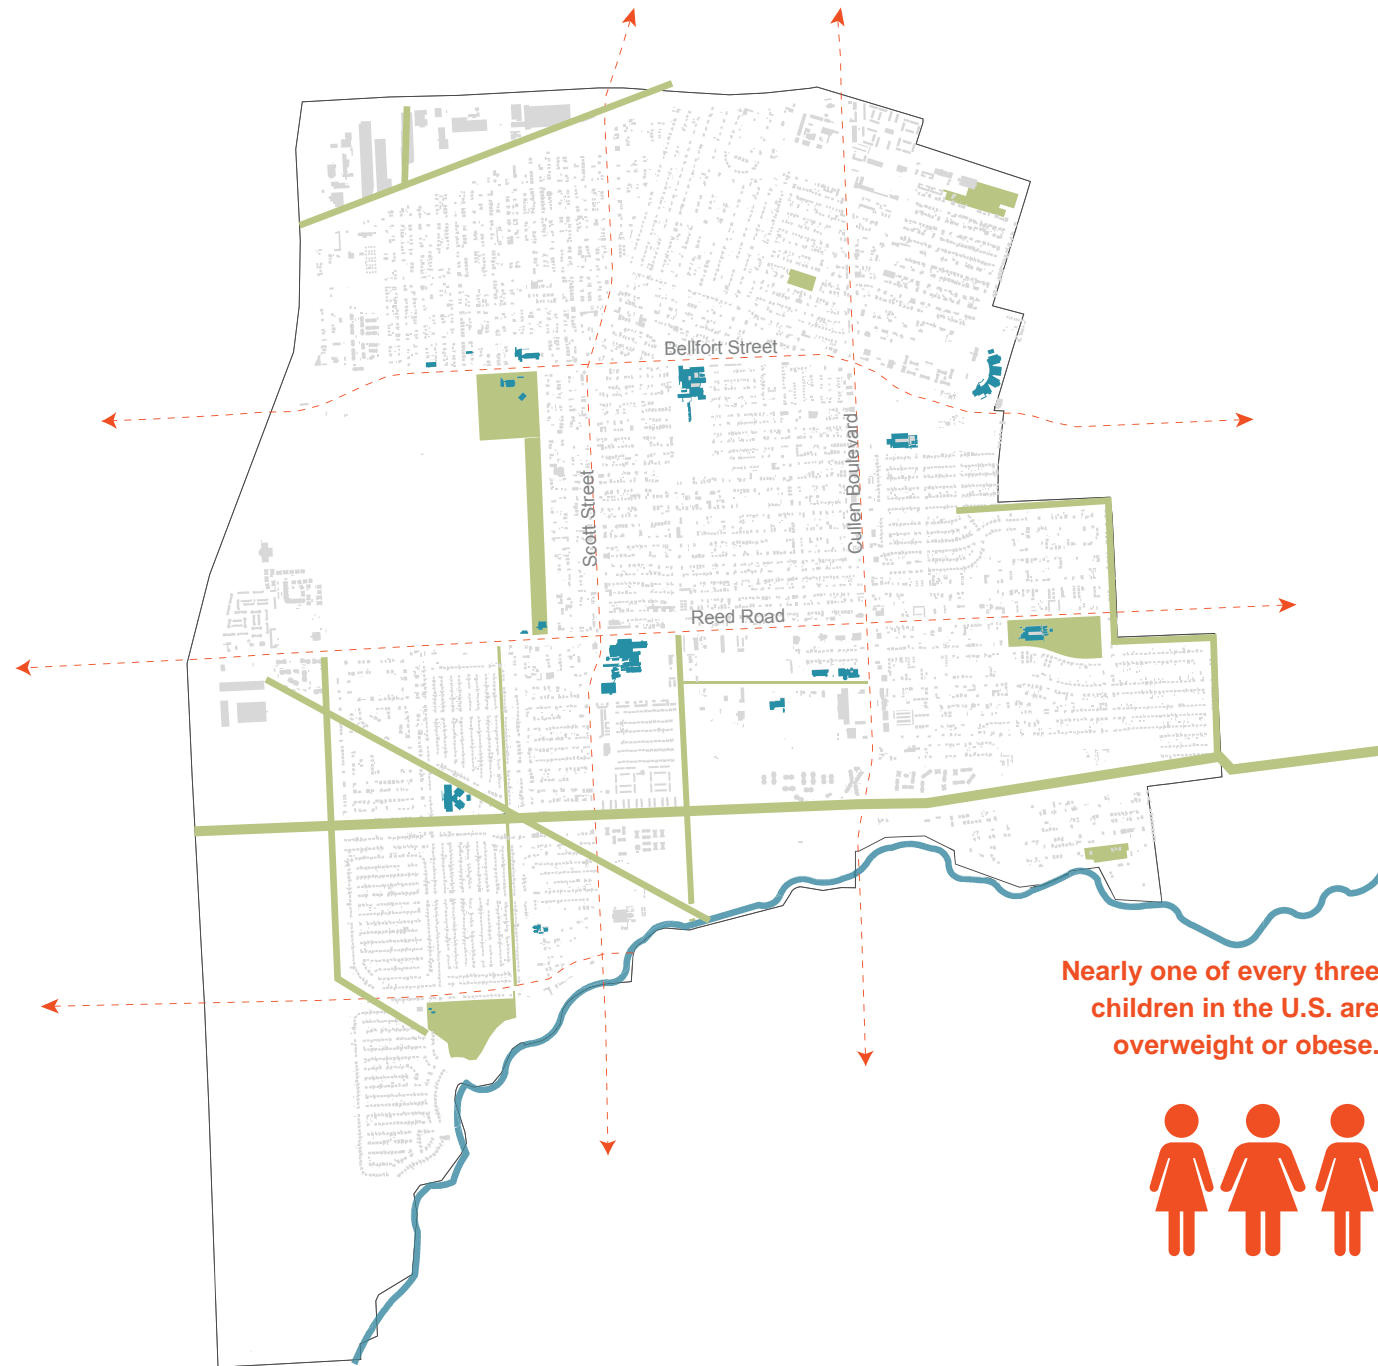 Bellfort Street
Scott Street
Cullen Boulevard
Reed Road
Nearly one of every three
children in the U.S. are
overweight or obese.